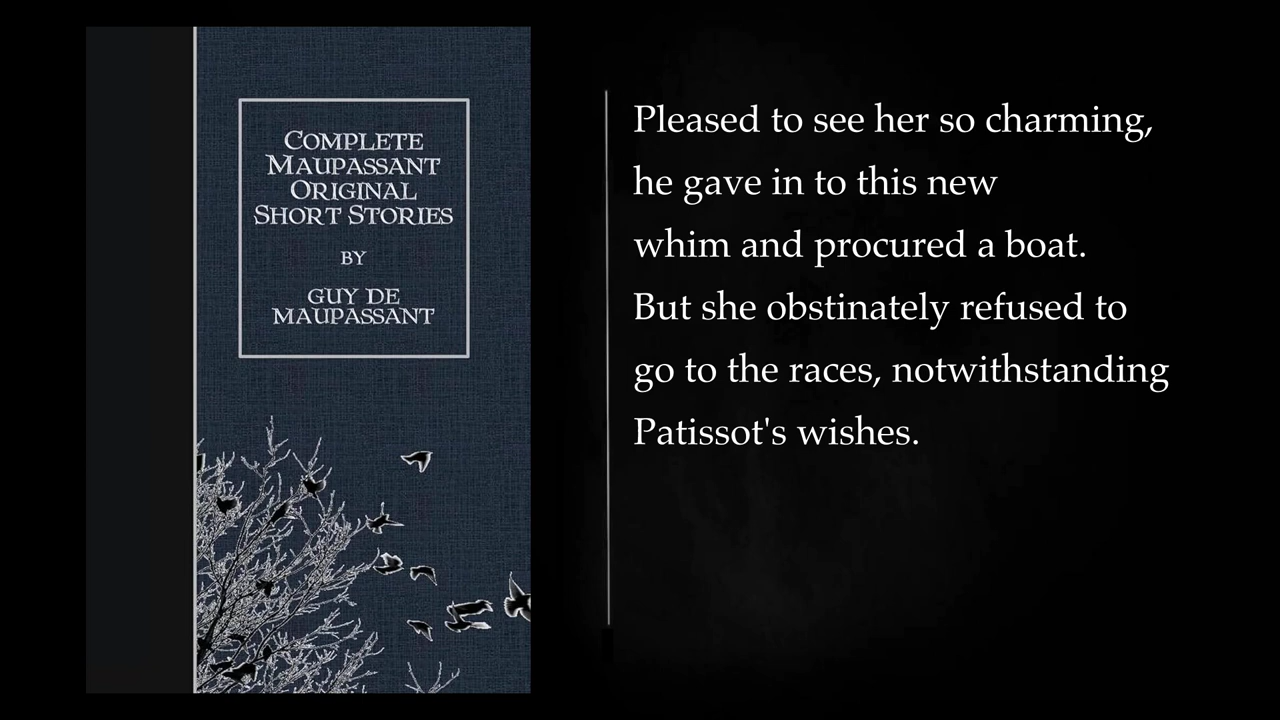 COMPLETE
MAUPASSANT
ORIGINAL
SHORT STORIES
BY
GUY DE
MAUPASSANT
Pleased to see her so charming,
he gave in to this new
whim and procured a boat.
But she obstinately refused to
go to the races, notwithstanding
Patissot's wishes.